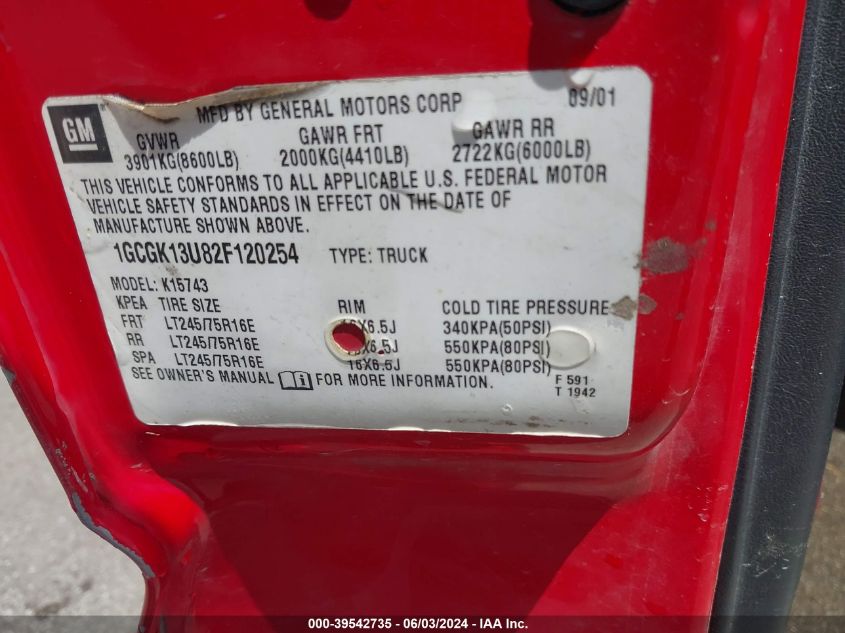 GM
MFD BY GENERAL MOTORS CORP 09/01
GVWR GAWR FRT GAWR RR
3901KG(8600LB) 2000KG(4410LB) 2722KG(6000LB)
THIS VEHICLE CONFORMS TO ALL APPLICABLE U.S. FEDERAL MOTOR
VEHICLE SAFETY STANDARDS IN EFFECT ON THE DATE OF
MANUFACTURE SHOWN ABOVE.
1GCGK13U82F120254 TYPE: TRUCK
MODEL: K15743
KPEA TIRE SIZE RIM COLD TIRE PRESSURE
FRT LT245/75R16E 16X6.5J 340KPA(50PSI)
RR LT245/75R16E 16X6.5J 550KPA(80PSI)
SPA LT245/75R16E 16X6.5J 550KPA(80PSI)
SEE OWNER'S MANUAL FOR MORE INFORMATION.
F 591
T 1942
000-39542735 - 06/03/2024 - IAA Inc.